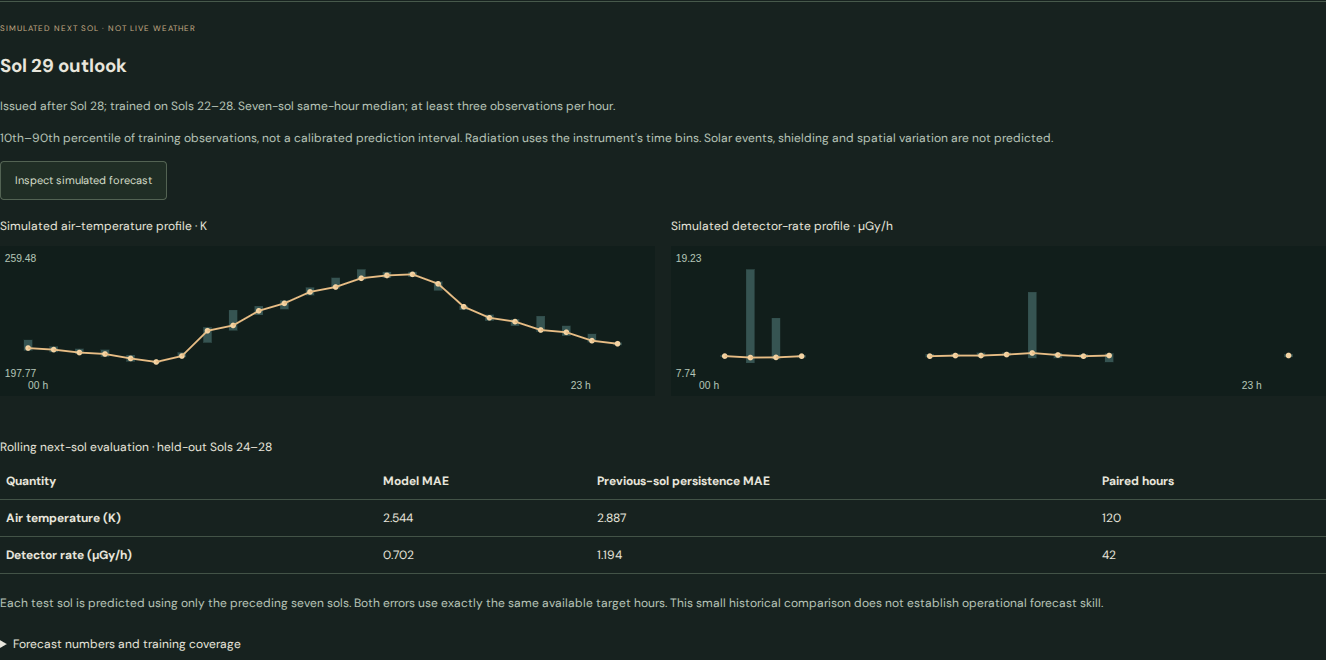 SIMULATED NEXT SOL · NOT LIVE WEATHER
Sol 29 outlook
Issued after Sol 28; trained on Sols 22–28. Seven-sol same-hour median; at least three observations per hour.
10th–90th percentile of training observations, not a calibrated prediction interval. Radiation uses the instrument's time bins. Solar events, shielding and spatial variation are not predicted.
Inspect simulated forecast
Simulated air-temperature profile · K
259.48
197.77
00 h
23 h
Simulated detector-rate profile · µGy/h
19.23
7.74
00 h
23 h
Rolling next-sol evaluation · held-out Sols 24–28
Quantity Model MAE Previous-sol persistence MAE Paired hours
Air temperature (K) 2.544 2.887 120
Detector rate (µGy/h) 0.702 1.194 42
Each test sol is predicted using only the preceding seven sols. Both errors use exactly the same available target hours. This small historical comparison does not establish operational forecast skill.
Forecast numbers and training coverage